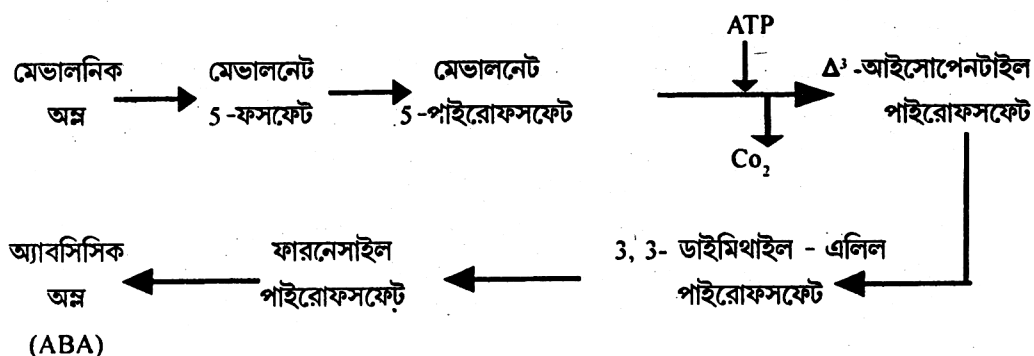 ATP
মেভালনিক মেভালনেট মেভালনেট Δ³-আইসোপেনটাইল
অম্ল 5-ফসফেট 5-পাইরোফসফেট পাইরোফসফেট
Co₂
অ্যাবসিসিক ফারনেসাইল 3, 3- ডাইমিথাইল - এলিল
অম্ল পাইরোফসফেট পাইরোফসফেট
(ABA)